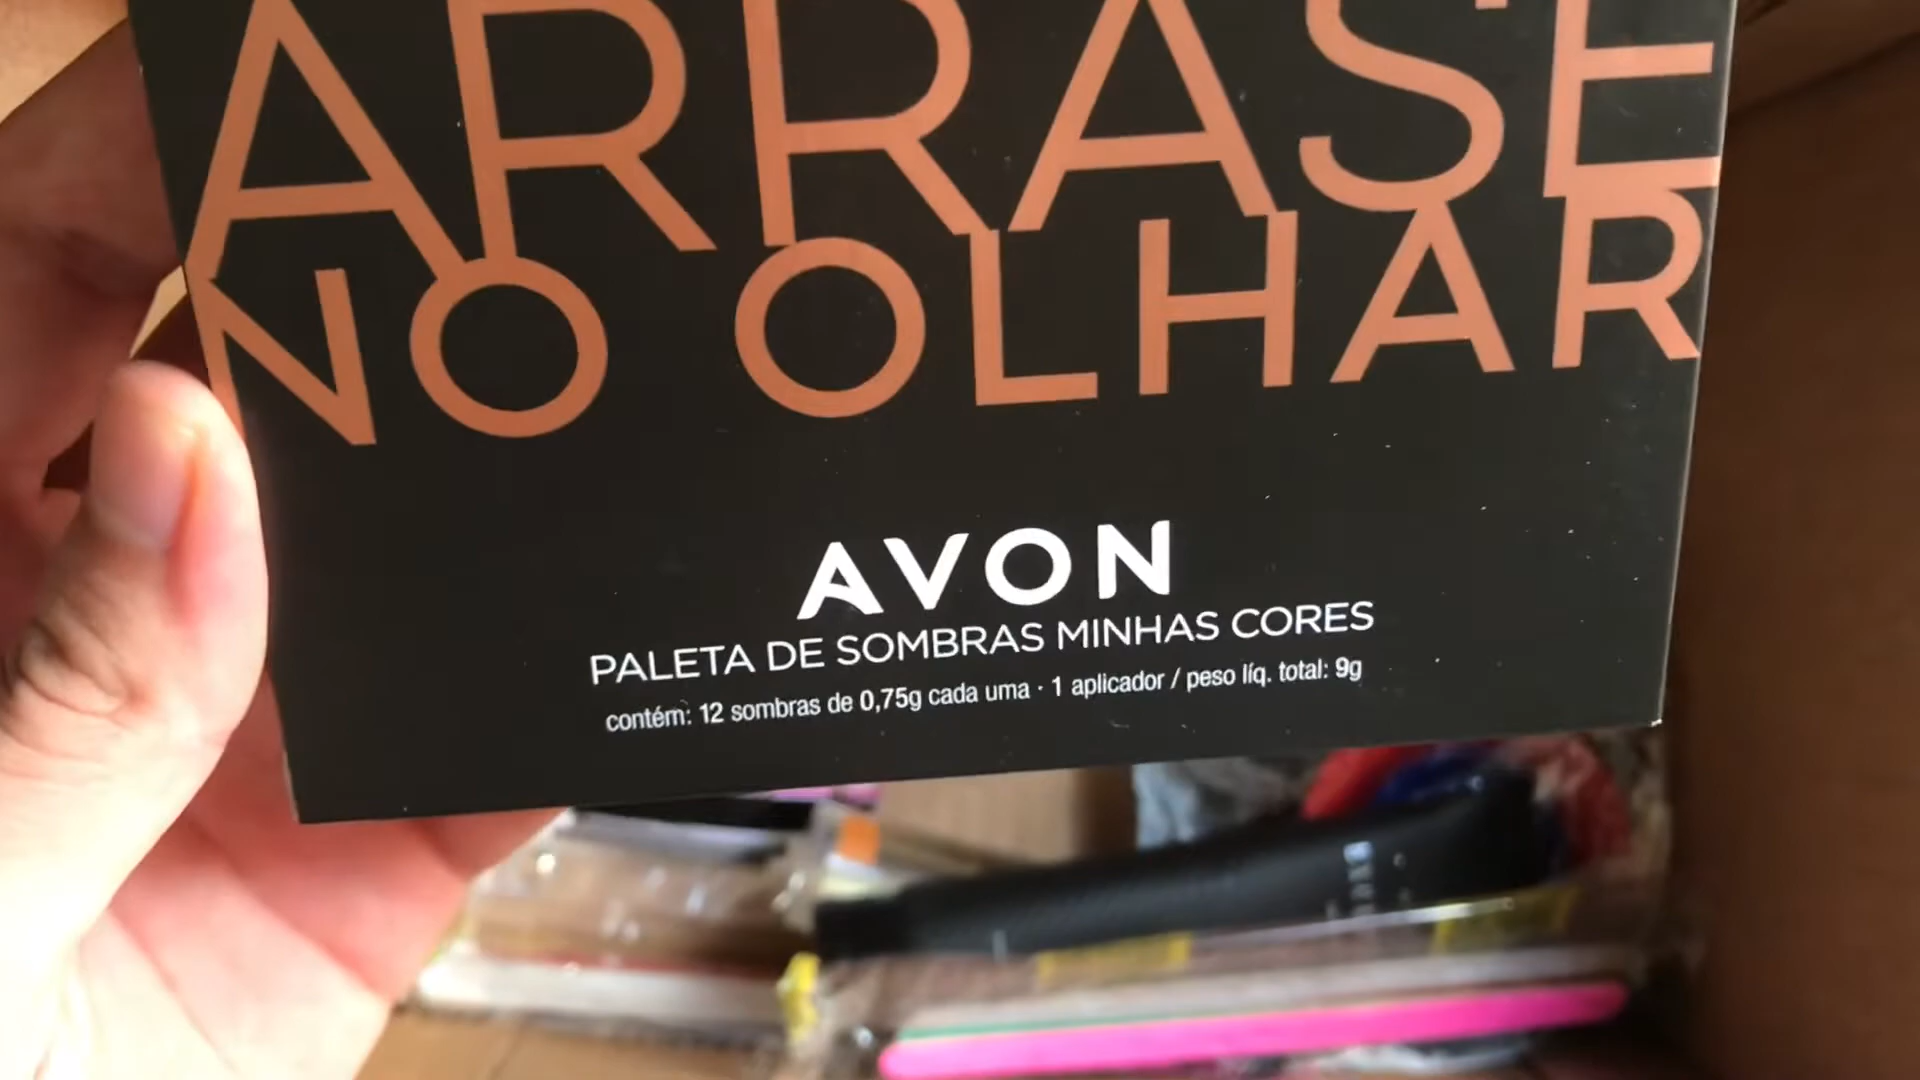 ARRASE
NO OLHAR
AVON
PALETA DE SOMBRAS MINHAS CORES
contém: 12 sombras de 0,75g cada uma · 1 aplicador / peso líq. total: 9g